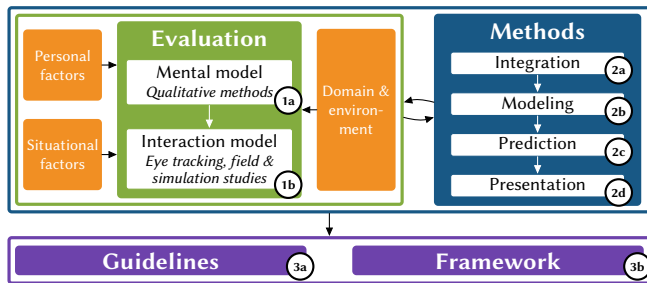 Evaluation
Personal
factors
Mental model
Qualitative methods
1a
Situational
factors
Interaction model
Eye tracking, field &
simulation studies
1b
Domain &
environ-
ment
Methods
Integration
2a
Modeling
2b
Prediction
2c
Presentation
2d
Guidelines
3a
Framework
3b